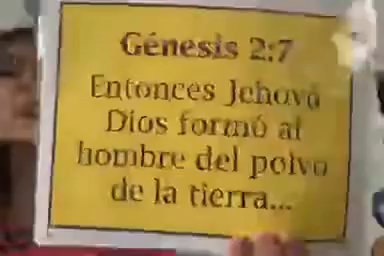 Génesis 2:7
Entonces Jehová
Dios formó al
hombre del polvo
de la tierra...